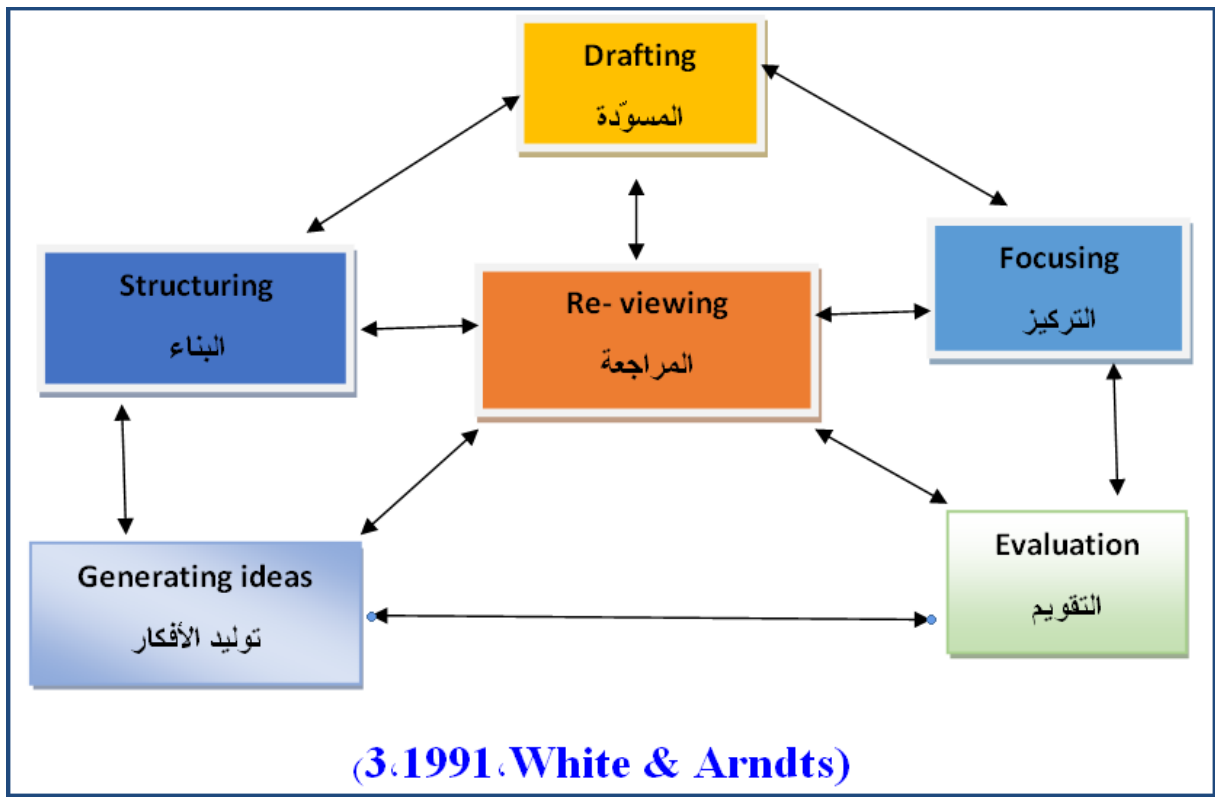 Drafting
المسوّدة
Structuring
البناء
Re- viewing
المراجعة
Focusing
التركيز
Generating ideas
توليد الأفكار
Evaluation
التقويم
(3،1991،White & Arndts)